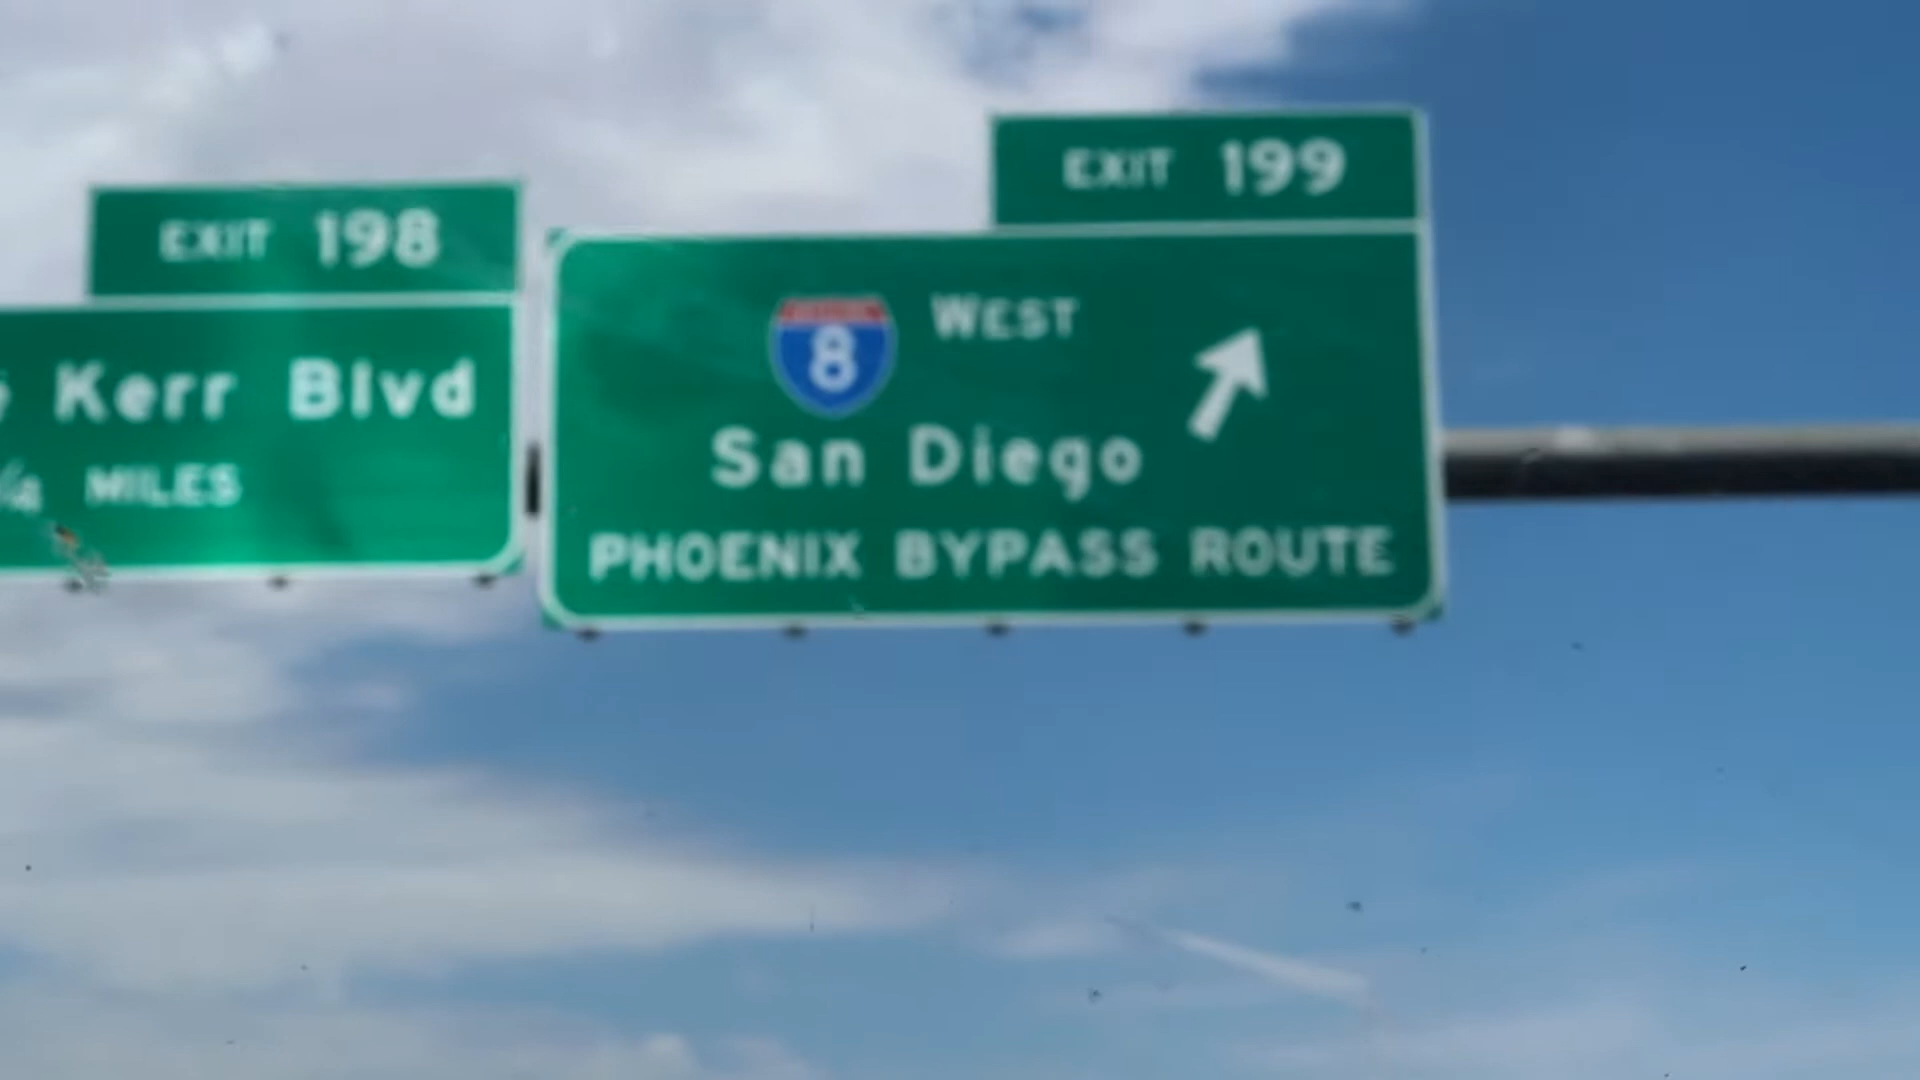 EXIT 198
Kerr Blvd
MILES
EXIT 199
8 WEST
San Diego
PHOENIX BYPASS ROUTE